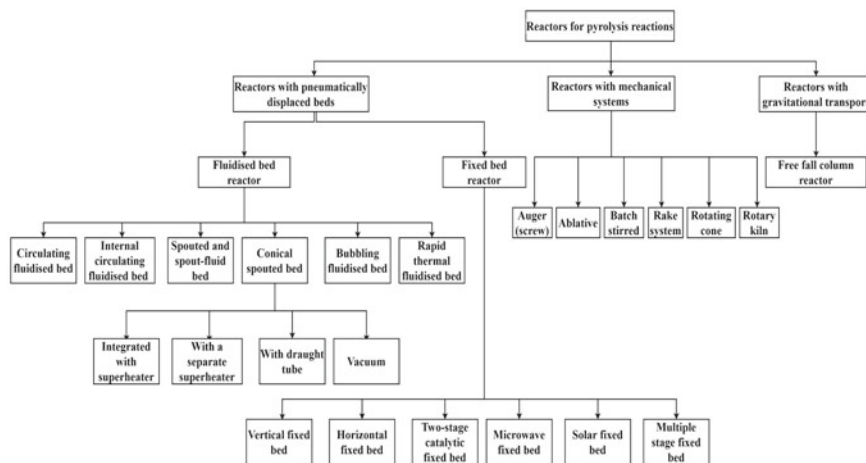 Reactors for pyrolysis reactions
Reactors with pneumatically
displaced beds
Reactors with mechanical
systems
Reactors with
gravitational transport
Fluidised bed
reactor
Fixed bed
reactor
Free fall column
reactor
Auger
(screw)
Ablative
Batch
stirred
Rake
system
Rotating
cone
Rotary
kiln
Circulating
fluidised bed
Internal
circulating
fluidised bed
Spouted and
spout-fluid
bed
Conical
spouted bed
Bubbling
fluidised bed
Rapid
thermal
fluidised bed
Integrated
with
superheater
With a
separate
superheater
With draught
tube
Vacuum
Vertical fixed
bed
Horizontal
fixed bed
Two-stage
catalytic
fixed bed
Microwave
fixed bed
Solar fixed
bed
Multiple
stage fixed
bed